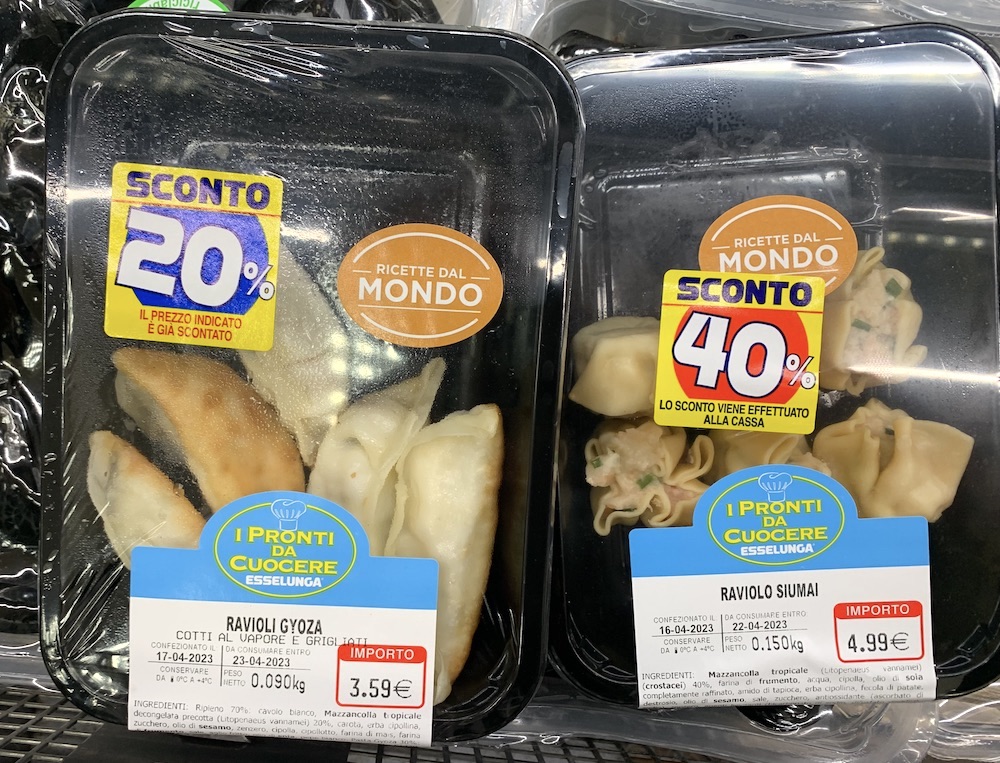 SCONTO
20%
IL PREZZO INDICATO
È GIÀ SCONTATO
RICETTE DAL
MONDO
I PRONTI
DA
CUOCERE
ESSELUNGA
RAVIOLI GYOZA
COTTI AL VAPORE E GRIGLIATI
CONFEZIONATO IL
17-04-2023
DA CONSUMARE ENTRO
23-04-2023
CONSERVARE
DA 0°C A +4°C
PESO
NETTO 0.090kg
IMPORTO
3.59€
INGREDIENTI: Ripieno 70%, cavolo bianco, Mazzancolla tropicale
decongelata precotta (Litopenaeus vannamei) 20%, carota, erba cipollina,
zucchero, olio di sesamo, zenzero, cipolla, cipollotto, farina di mais, farina
RICETTE DAL
MONDO
SCONTO
40%
LO SCONTO VIENE EFFETTUATO
ALLA CASSA
I PRONTI
DA
CUOCERE
ESSELUNGA
RAVIOLO SIUMAI
CONFEZIONATO IL
16-04-2023
DA CONSUMARE ENTRO
22-04-2023
CONSERVARE
DA 0°C A +4°C
PESO
NETTO 0.150kg
IMPORTO
4.99€
INGREDIENTI: Mazzancolla tropicale (Litopenaeus vannamei)
(crostacei) 40%, farina di frumento, acqua, cipolla, olio di soia
completamente raffinato, amido di tapioca, erba cipollina, fecola di patate,
destrosio, olio di sesamo, sale, zucchero, antiossidante (ascorbato di